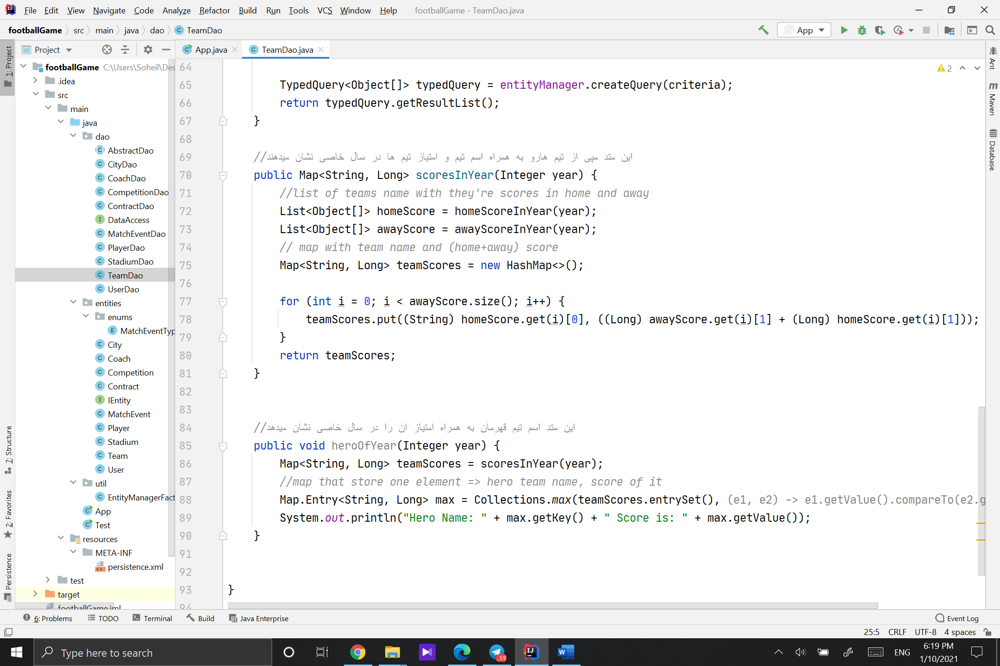 File Edit View Navigate Code Analyze Refactor Build Run Tools VCS Window Help footballGame - TeamDao.java
footballGame src main java dao TeamDao App
Project App.java TeamDao.java
1: Project
7: Structure
2: Favorites
Persistence
footballGame C:\Users\Soheil\Des
.idea
src
main
java
dao
AbstractDao
CityDao
CoachDao
CompetitionDao
ContractDao
DataAccess
MatchEventDao
PlayerDao
StadiumDao
TeamDao
UserDao
entities
enums
MatchEventTyp
City
Coach
Competition
Contract
IEntity
MatchEvent
Player
Stadium
Team
User
util
EntityManagerFact
App
Test
resources
META-INF
persistence.xml
test
target
footballGame.iml
2
64
65 TypedQuery<Object[]> typedQuery = entityManager.createQuery(criteria);
66 return typedQuery.getResultList();
67 }
68
69 //این متد مپی از تیم هارو به همراه اسم تیم و امتیاز تیم ها در سال خاصی نشان میدهند
70 public Map<String, Long> scoresInYear(Integer year) {
71 //list of teams name with they're scores in home and away
72 List<Object[]> homeScore = homeScoreInYear(year);
73 List<Object[]> awayScore = awayScoreInYear(year);
74 // map with team name and (home+away) score
75 Map<String, Long> teamScores = new HashMap<>();
76
77 for (int i = 0; i < awayScore.size(); i++) {
78 teamScores.put((String) homeScore.get(i)[0], ((Long) awayScore.get(i)[1] + (Long) homeScore.get(i)[1]));
79 }
80 return teamScores;
81 }
82
83
84 //این متد اسم تیم قهرمان به همراه امتیاز ان را در سال خاصی نشان میدهد
85 public void heroOfYear(Integer year) {
86 Map<String, Long> teamScores = scoresInYear(year);
87 //map that store one element => hero team name, score of it
88 Map.Entry<String, Long> max = Collections.max(teamScores.entrySet(), (e1, e2) -> e1.getValue().compareTo(e2.g
89 System.out.println("Hero Name: " + max.getKey() + " Score is: " + max.getValue());
90 }
91
92
93 }
94
Ant
Maven
Database
6: Problems TODO Terminal Build Java Enterprise Event Log
25:5 CRLF UTF-8 4 spaces
Type here to search ..59 ENG 6:19 PM
1/10/2021